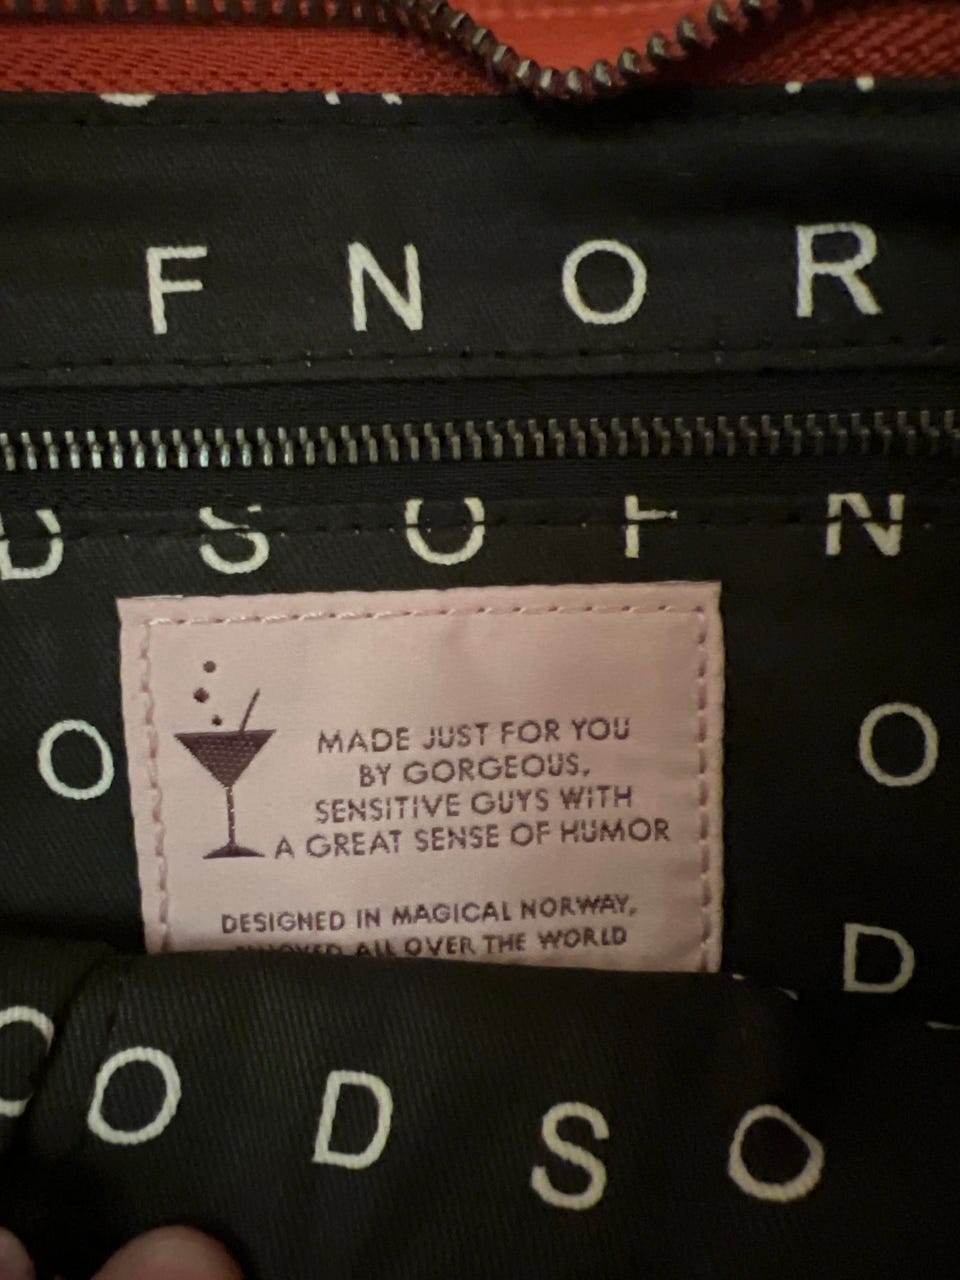 F N O R
D S O F N
O
O
MADE JUST FOR YOU
BY GORGEOUS,
SENSITIVE GUYS WITH
A GREAT SENSE OF HUMOR
DESIGNED IN MAGICAL NORWAY,
ENJOYED ALL OVER THE WORLD
D
O O D S O